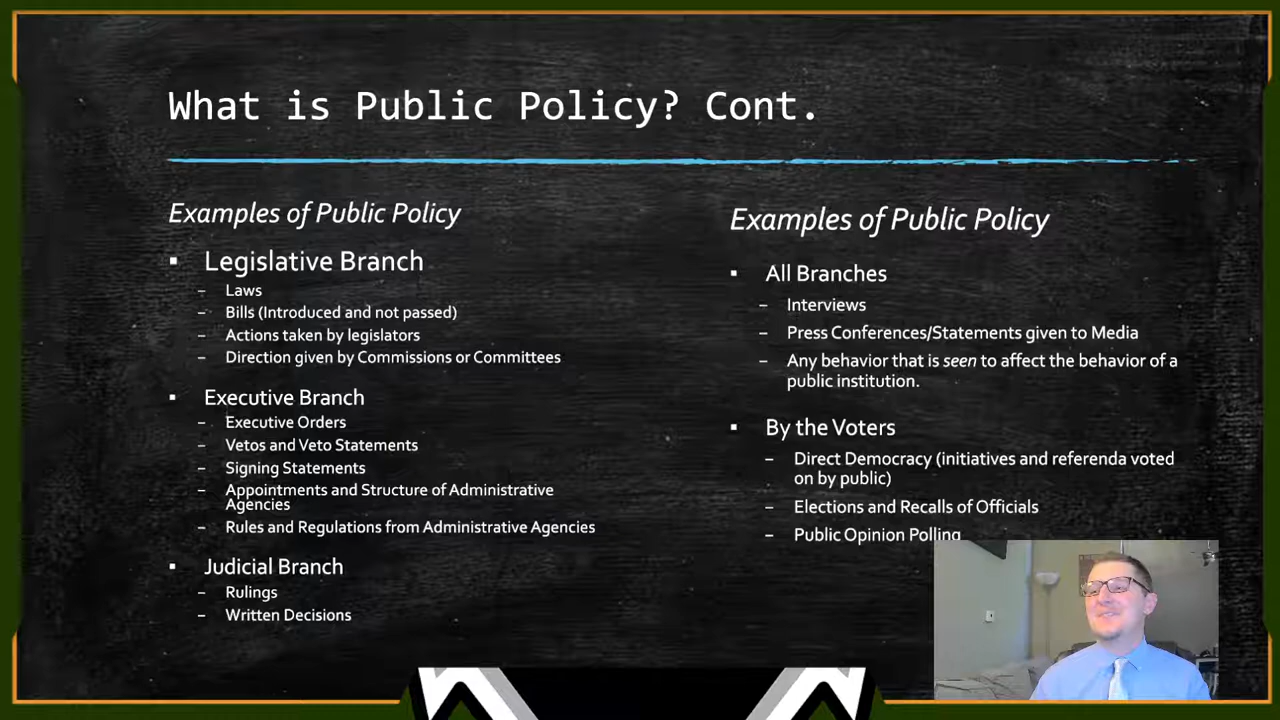 What is Public Policy? Cont.
Examples of Public Policy
▪ Legislative Branch
– Laws
– Bills (Introduced and not passed)
– Actions taken by legislators
– Direction given by Commissions or Committees
▪ Executive Branch
– Executive Orders
– Vetos and Veto Statements
– Signing Statements
– Appointments and Structure of Administrative
Agencies
– Rules and Regulations from Administrative Agencies
▪ Judicial Branch
– Rulings
– Written Decisions
Examples of Public Policy
▪ All Branches
– Interviews
– Press Conferences/Statements given to Media
– Any behavior that is seen to affect the behavior of a
public institution.
▪ By the Voters
– Direct Democracy (initiatives and referenda voted
on by public)
– Elections and Recalls of Officials
– Public Opinion Polling